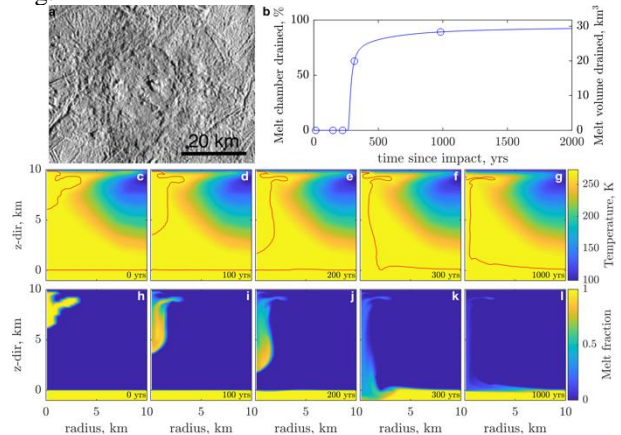 a
20 km
b
Melt chamber drained, %
100
50
0
0
500
1000
1500
2000
time since impact, yrs
30
20
10
0
Melt volume drained, km³
z-dir, km
10
5
0
c
0 yrs
d
100 yrs
e
200 yrs
f
300 yrs
g
1000 yrs
250
200
150
100
Temperature, K
z-dir, km
10
5
0
h
0 yrs
i
100 yrs
j
200 yrs
k
300 yrs
l
1000 yrs
1
0.5
0
Melt fraction
0 5 10
0 5 10
0 5 10
0 5 10
0 5 10
radius, km
radius, km
radius, km
radius, km
radius, km